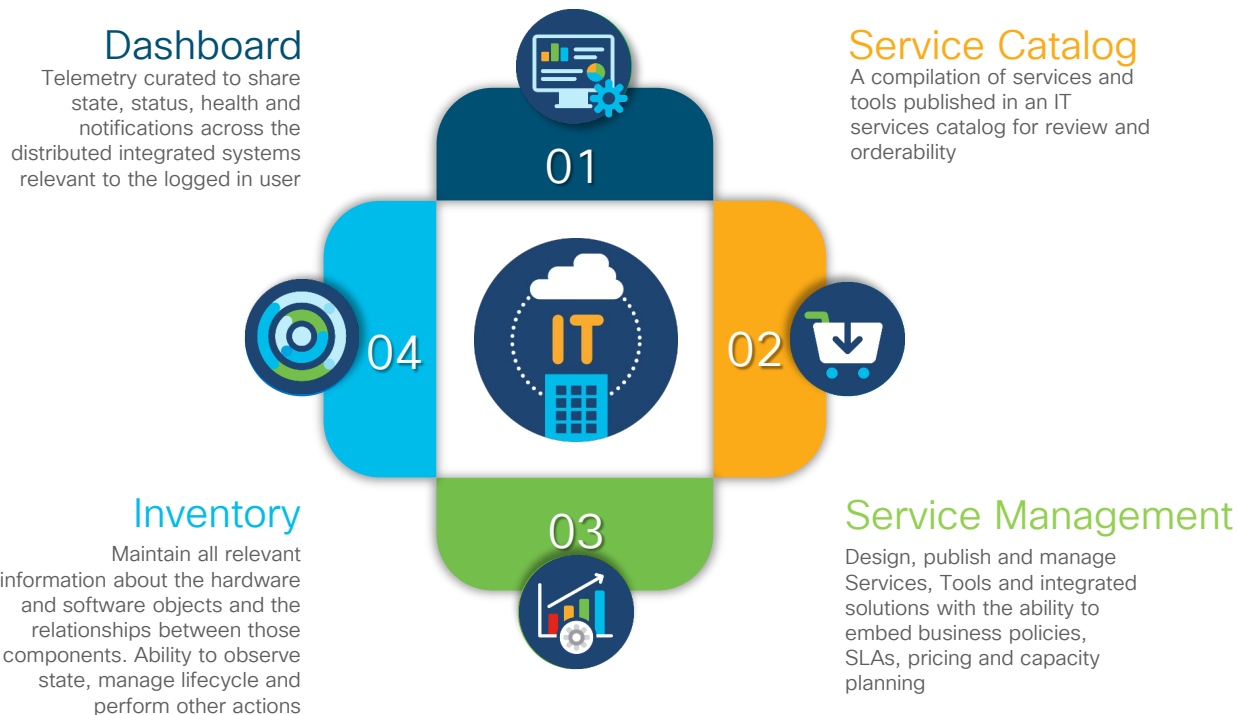 Dashboard
Telemetry curated to share
state, status, health and
notifications across the
distributed integrated systems
relevant to the logged in user
Service Catalog
A compilation of services and
tools published in an IT
services catalog for review and
orderability
01
04
IT
02
03
Inventory
Maintain all relevant
information about the hardware
and software objects and the
relationships between those
components. Ability to observe
state, manage lifecycle and
perform other actions
Service Management
Design, publish and manage
Services, Tools and integrated
solutions with the ability to
embed business policies,
SLAs, pricing and capacity
planning